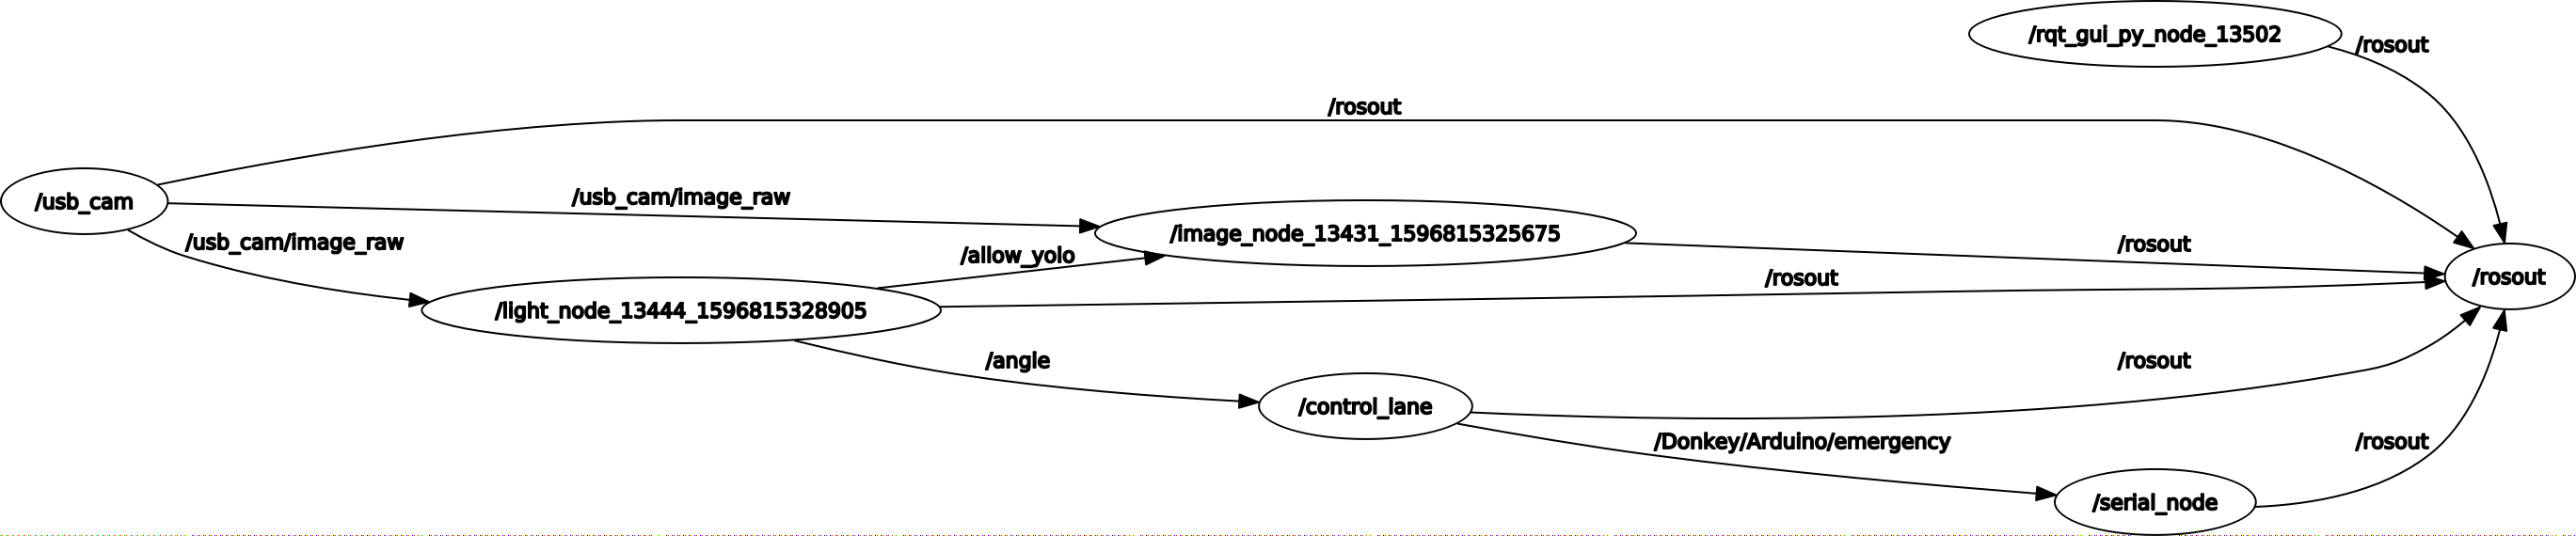 /rqt_gui_py_node_13502
/rosout
/rosout
/usb_cam
/usb_cam/image_raw
/usb_cam/image_raw
/image_node_13431_1596815325675
/allow_yolo
/rosout
/rosout
/rosout
/light_node_13444_1596815328905
/angle
/rosout
/control_lane
/Donkey/Arduino/emergency
/rosout
/serial_node